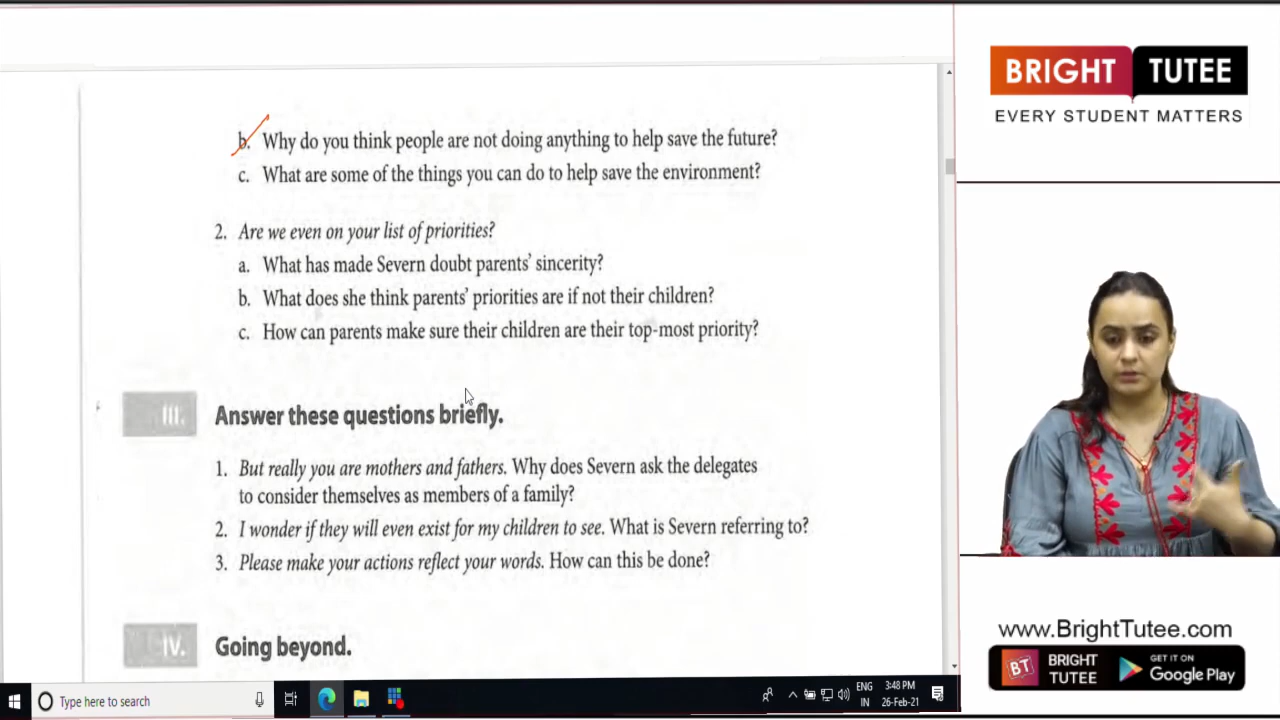 b. Why do you think people are not doing anything to help save the future?
c. What are some of the things you can do to help save the environment?
2. Are we even on your list of priorities?
a. What has made Severn doubt parents' sincerity?
b. What does she think parents' priorities are if not their children?
c. How can parents make sure their children are their top-most priority?
III. Answer these questions briefly.
1. But really you are mothers and fathers. Why does Severn ask the delegates
to consider themselves as members of a family?
2. I wonder if they will even exist for my children to see. What is Severn referring to?
3. Please make your actions reflect your words. How can this be done?
IV. Going beyond.
BRIGHT TUTEE
EVERY STUDENT MATTERS
www.BrightTutee.com
BT BRIGHT TUTEE
GET IT ON Google Play
Type here to search
ENG IN
3:48 PM
26-Feb-21